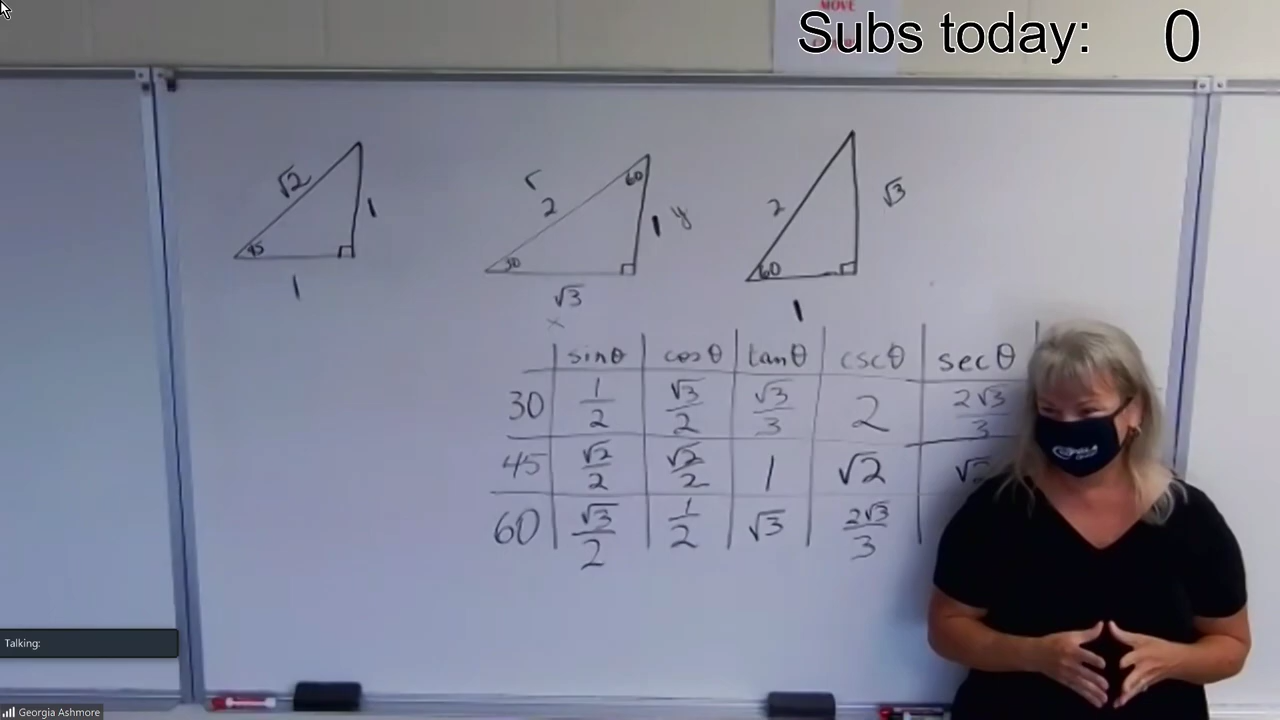 MOVE
Subs today: 0
√2
1
45
1
r
2
60
30
1 y
√3
x
2
√3
60
1
sinθ cosθ tanθ cscθ secθ
30 1/2 √3/2 √3/3 2 2√3/3
45 √2/2 √2/2 1 √2
60 √3/2 1/2 √3 2√3/3
Talking:
Georgia Ashmore